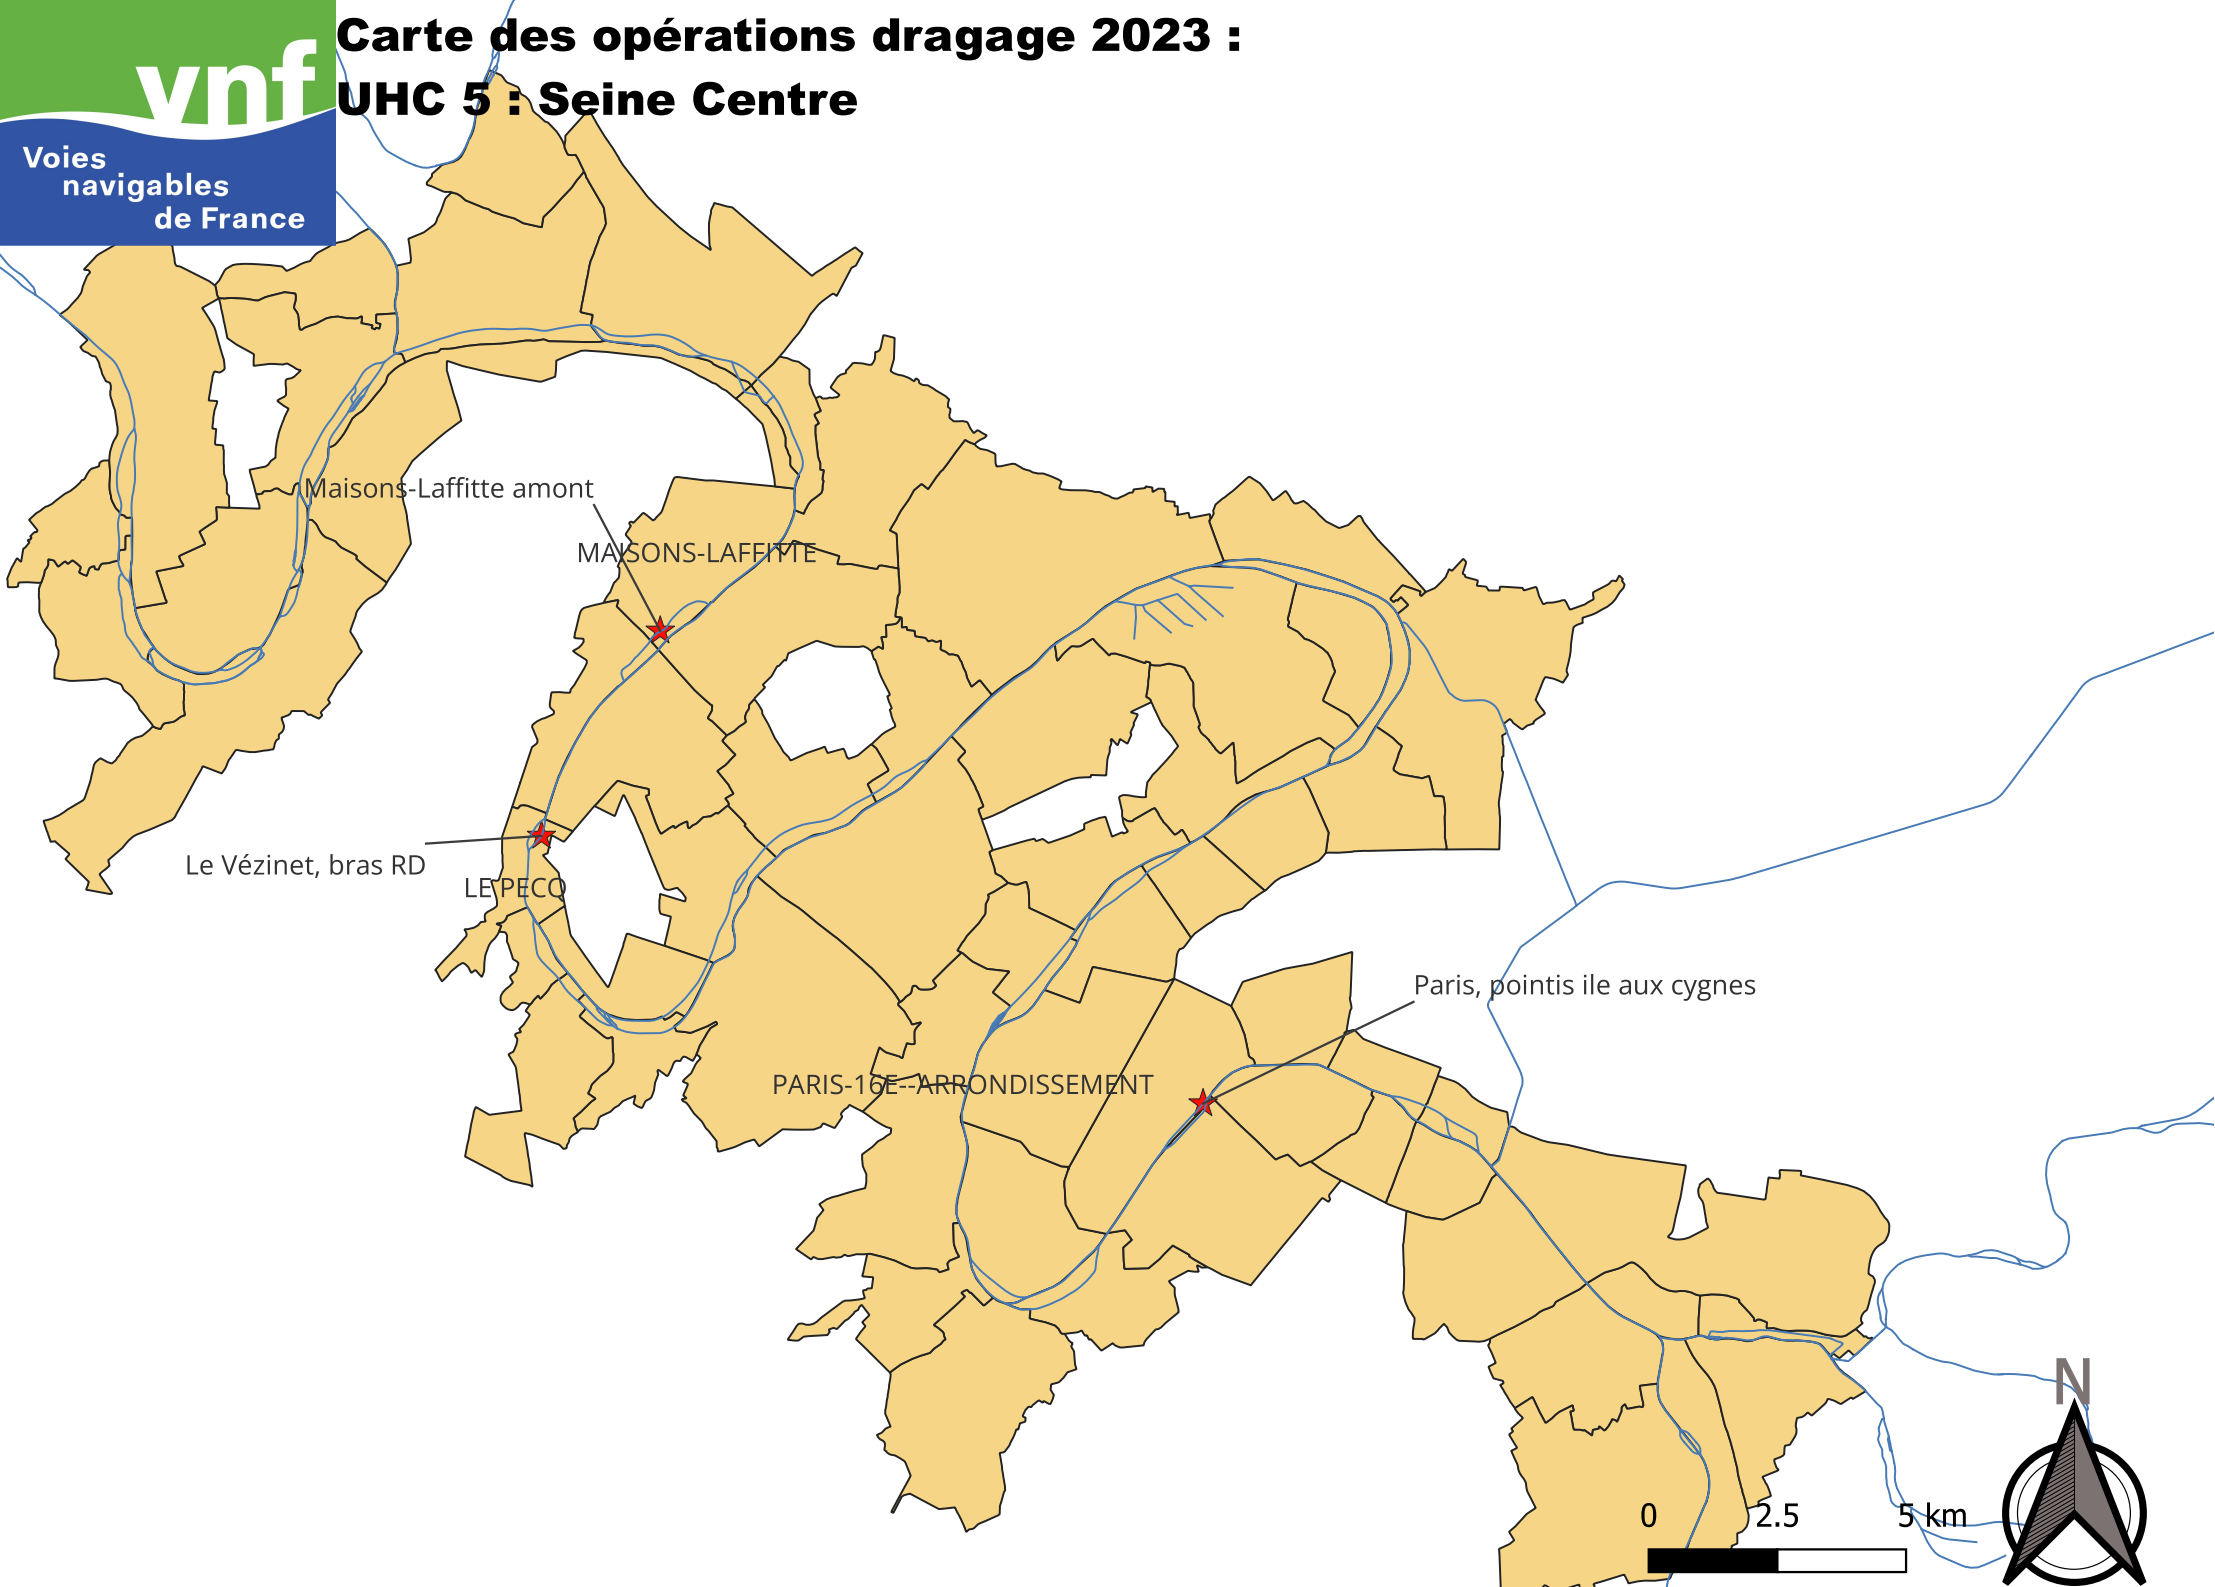 Carte des opérations dragage 2023 :
UHC 5 : Seine Centre
vnf
Voies
navigables
de France
Maisons-Laffitte amont
MAISONS-LAFFITTE
Le Vézinet, bras RD
LE PECQ
Paris, pointis ile aux cygnes
PARIS-16E--ARRONDISSEMENT
N
0 2.5 5 km